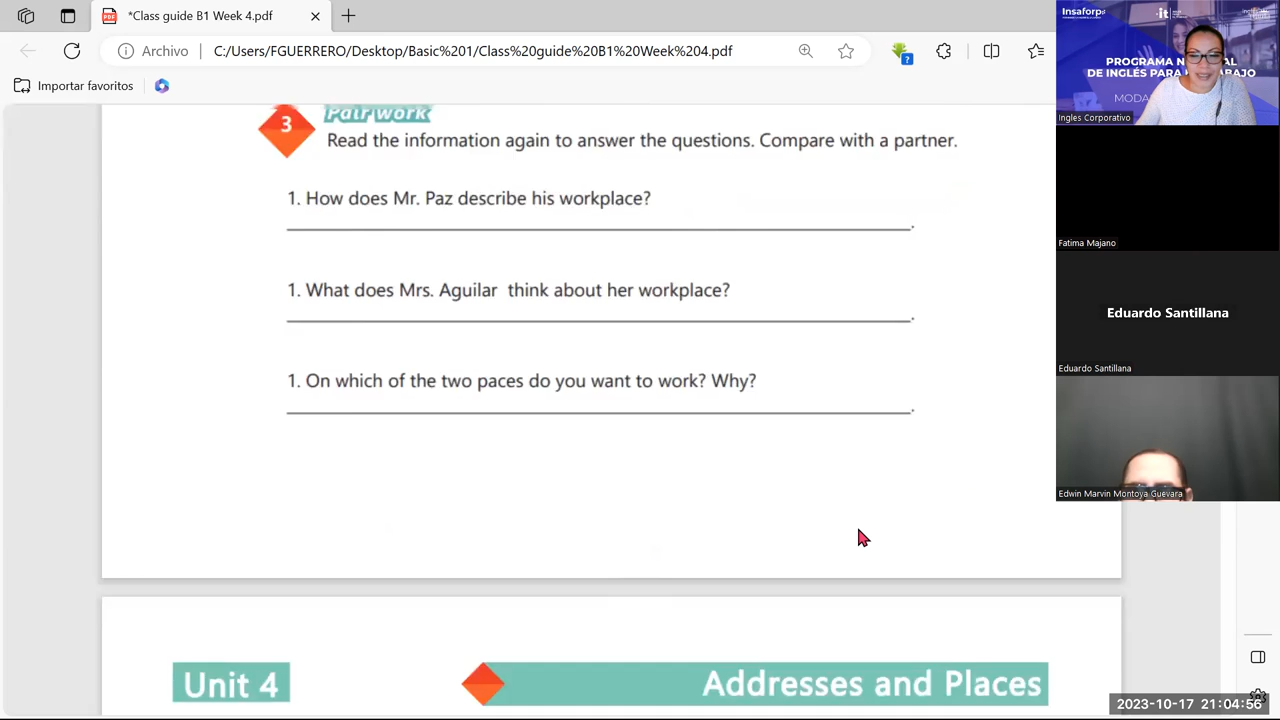 *Class guide B1 Week 4.pdf
Archivo
C:/Users/FGUERRERO/Desktop/Basic%201/Class%20guide%20B1%20Week%204.pdf
Importar favoritos
3
Pair work
Read the information again to answer the questions. Compare with a partner.
1. How does Mr. Paz describe his workplace?
1. What does Mrs. Aguilar think about her workplace?
1. On which of the two paces do you want to work? Why?
Unit 4
Addresses and Places
Insaforp
PROGRAMA N AL
DE INGLÉS PARA BAJO
MODA
Ingles Corporativo
Fatima Majano
Eduardo Santillana
Eduardo Santillana
Edwin Marvin Montoya Guevara
2023-10-17 21:04:56